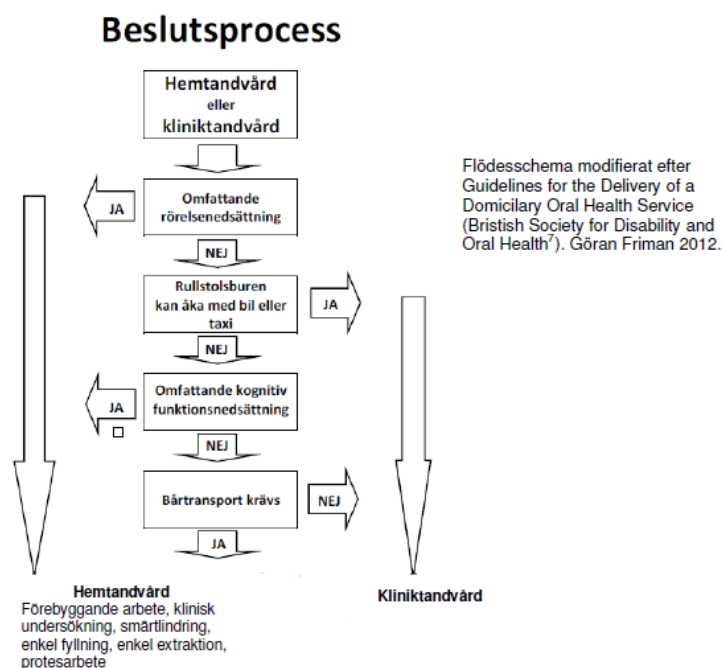 Beslutsprocess
Hemtandvård
eller
kliniktandvård
Flödesschema modifierat efter
Guidelines for the Delivery of a
Domicilary Oral Health Service
(Bristish Society for Disability and
Oral Health7). Göran Friman 2012.
JA
Omfattande
rörelsenedsättning
NEJ
Rullstolsburen
kan åka med bil eller
taxi
JA
NEJ
JA
Omfattande kognitiv
funktionsnedsättning
NEJ
Bårtransport krävs
NEJ
JA
Hemtandvård
Förebyggande arbete, klinisk
undersökning, smärtlindring,
enkel fyllning, enkel extraktion,
protesarbete
Kliniktandvård